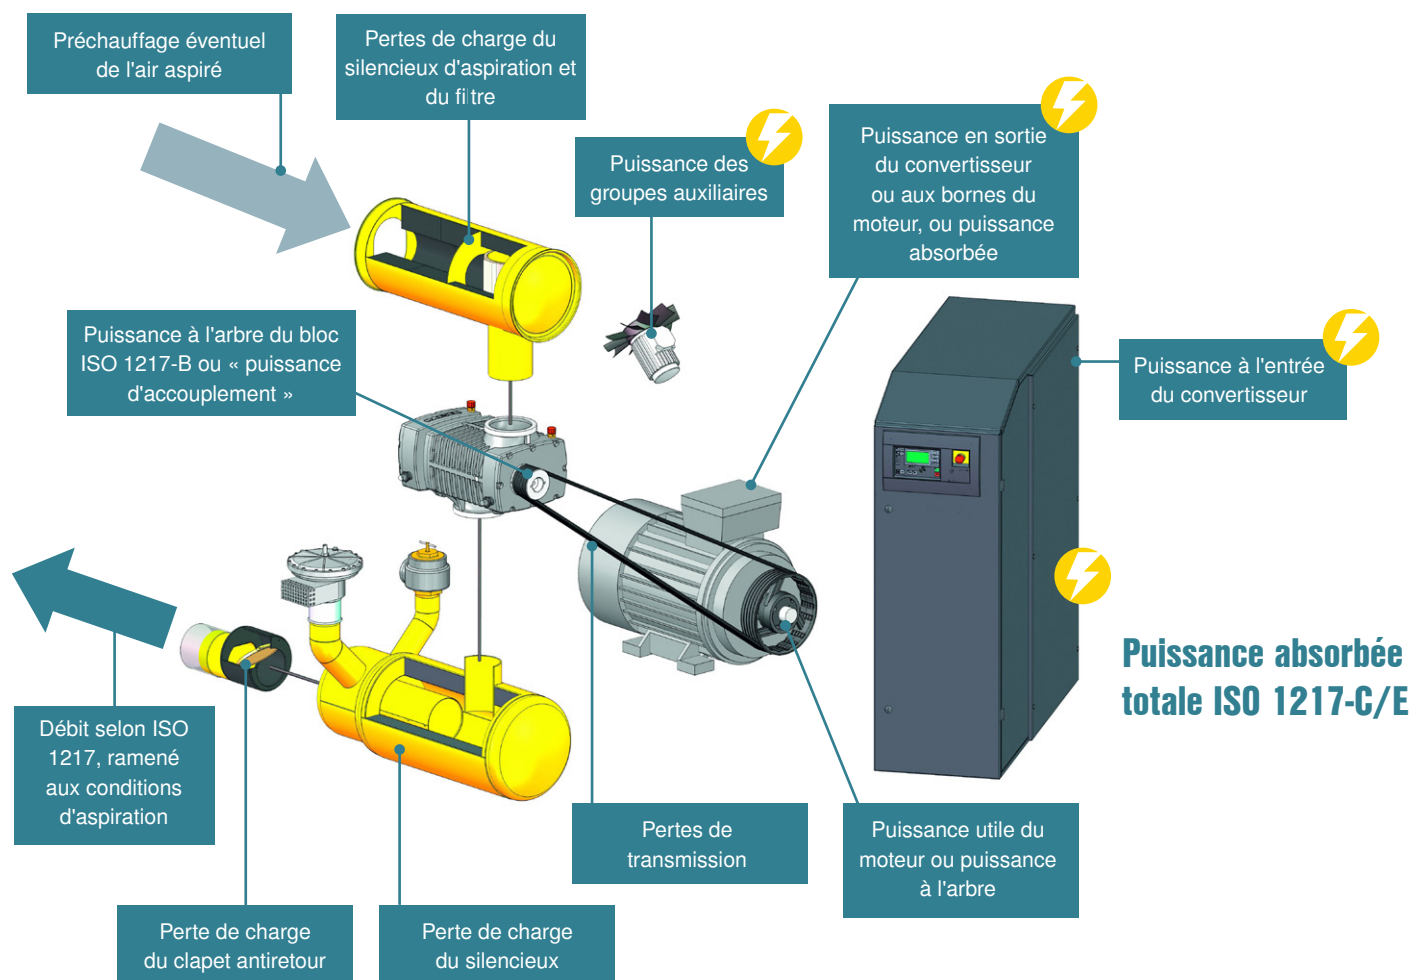 Préchauffage éventuel
de l'air aspiré
Pertes de charge du
silencieux d'aspiration et
du filtre
Puissance des
groupes auxiliaires
Puissance en sortie
du convertisseur
ou aux bornes du
moteur, ou puissance
absorbée
Puissance à l'arbre du bloc
ISO 1217-B ou « puissance
d'accouplement »
Puissance à l'entrée
du convertisseur
Puissance absorbée
totale ISO 1217-C/E
Débit selon ISO
1217, ramené
aux conditions
d'aspiration
Pertes de
transmission
Puissance utile du
moteur ou puissance
à l'arbre
Perte de charge
du clapet antiretour
Perte de charge
du silencieux